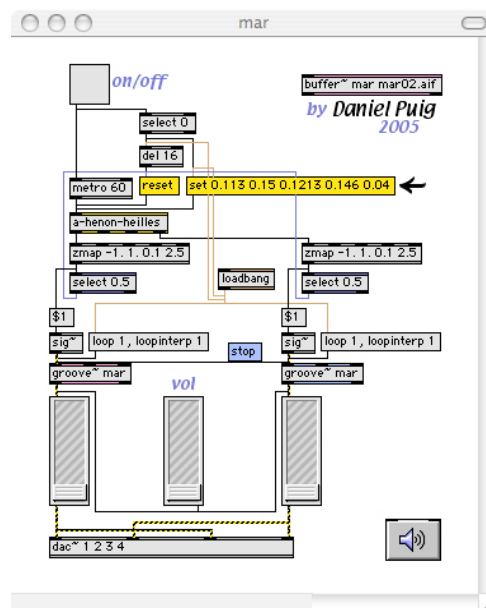 mar
on/off
buffer~ mar mar02.aif
by Daniel Puig
2005
select 0
del 16
metro 60
reset
set 0.113 0.15 0.1213 0.146 0.04
a-henon-heilles
zmap -1. 1. 0.1 2.5
zmap -1. 1. 0.1 2.5
select 0.5
loadbang
select 0.5
$1
$1
sig~
loop 1, loopinterp 1
stop
sig~
loop 1, loopinterp 1
groove~ mar
groove~ mar
vol
dac~ 1 2 3 4